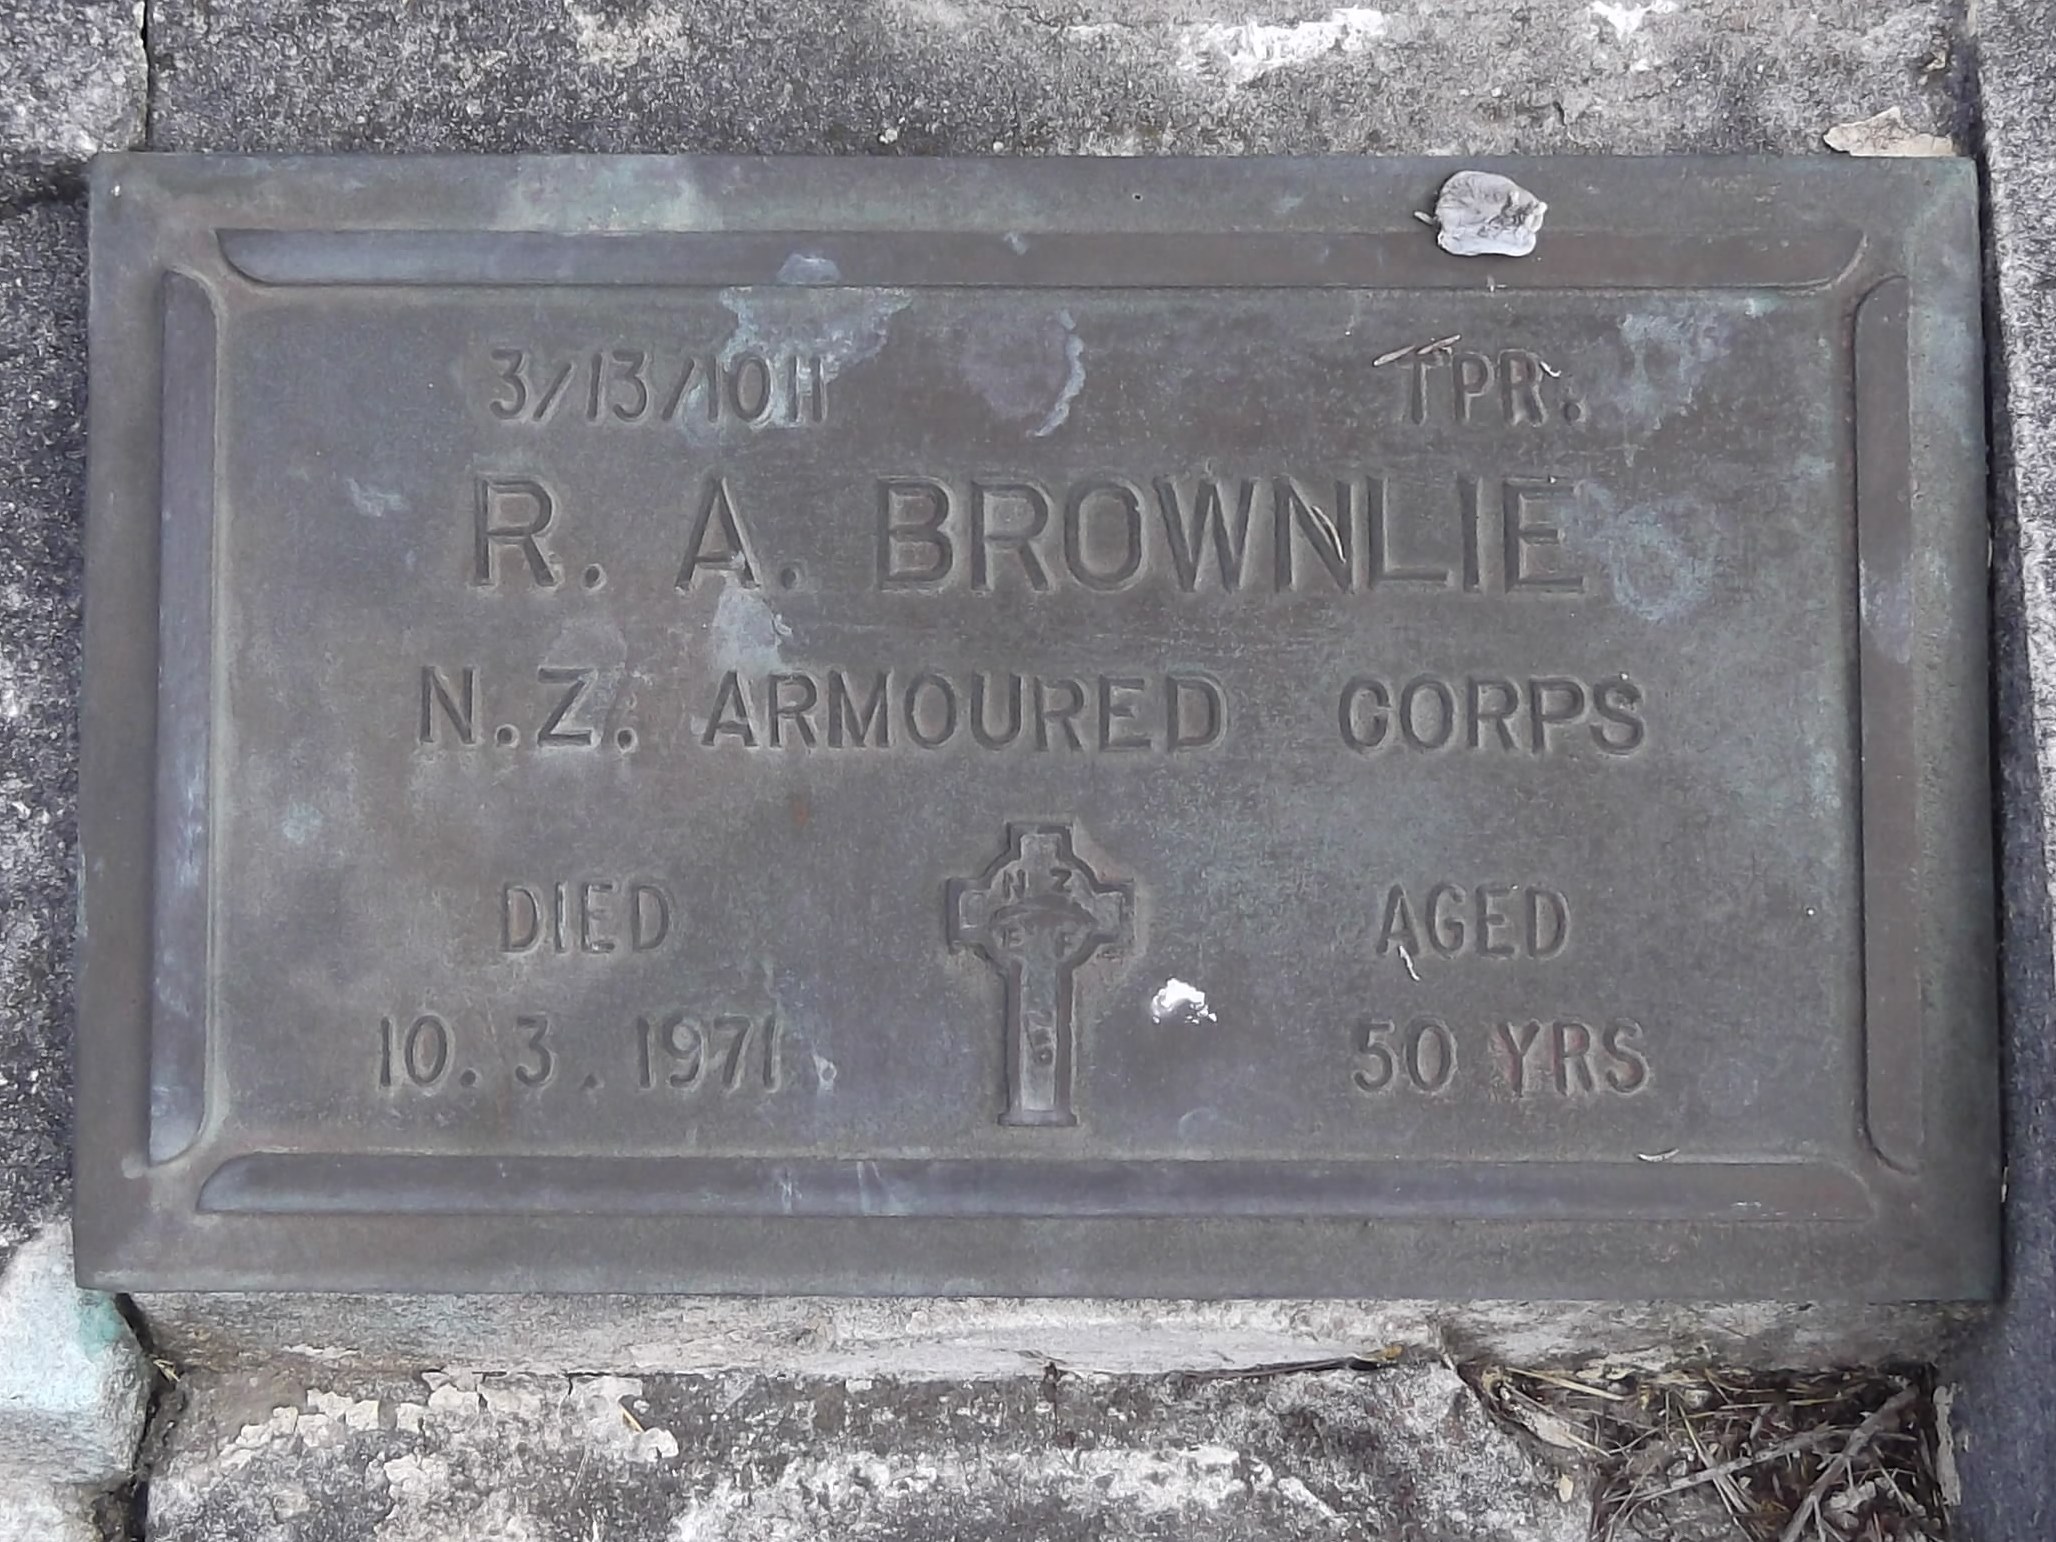 3/13/1011 TPR.
R. A. BROWNLIE
N.Z. ARMOURED CORPS
DIED AGED
N Z
E F
10. 3. 1971 50 YRS